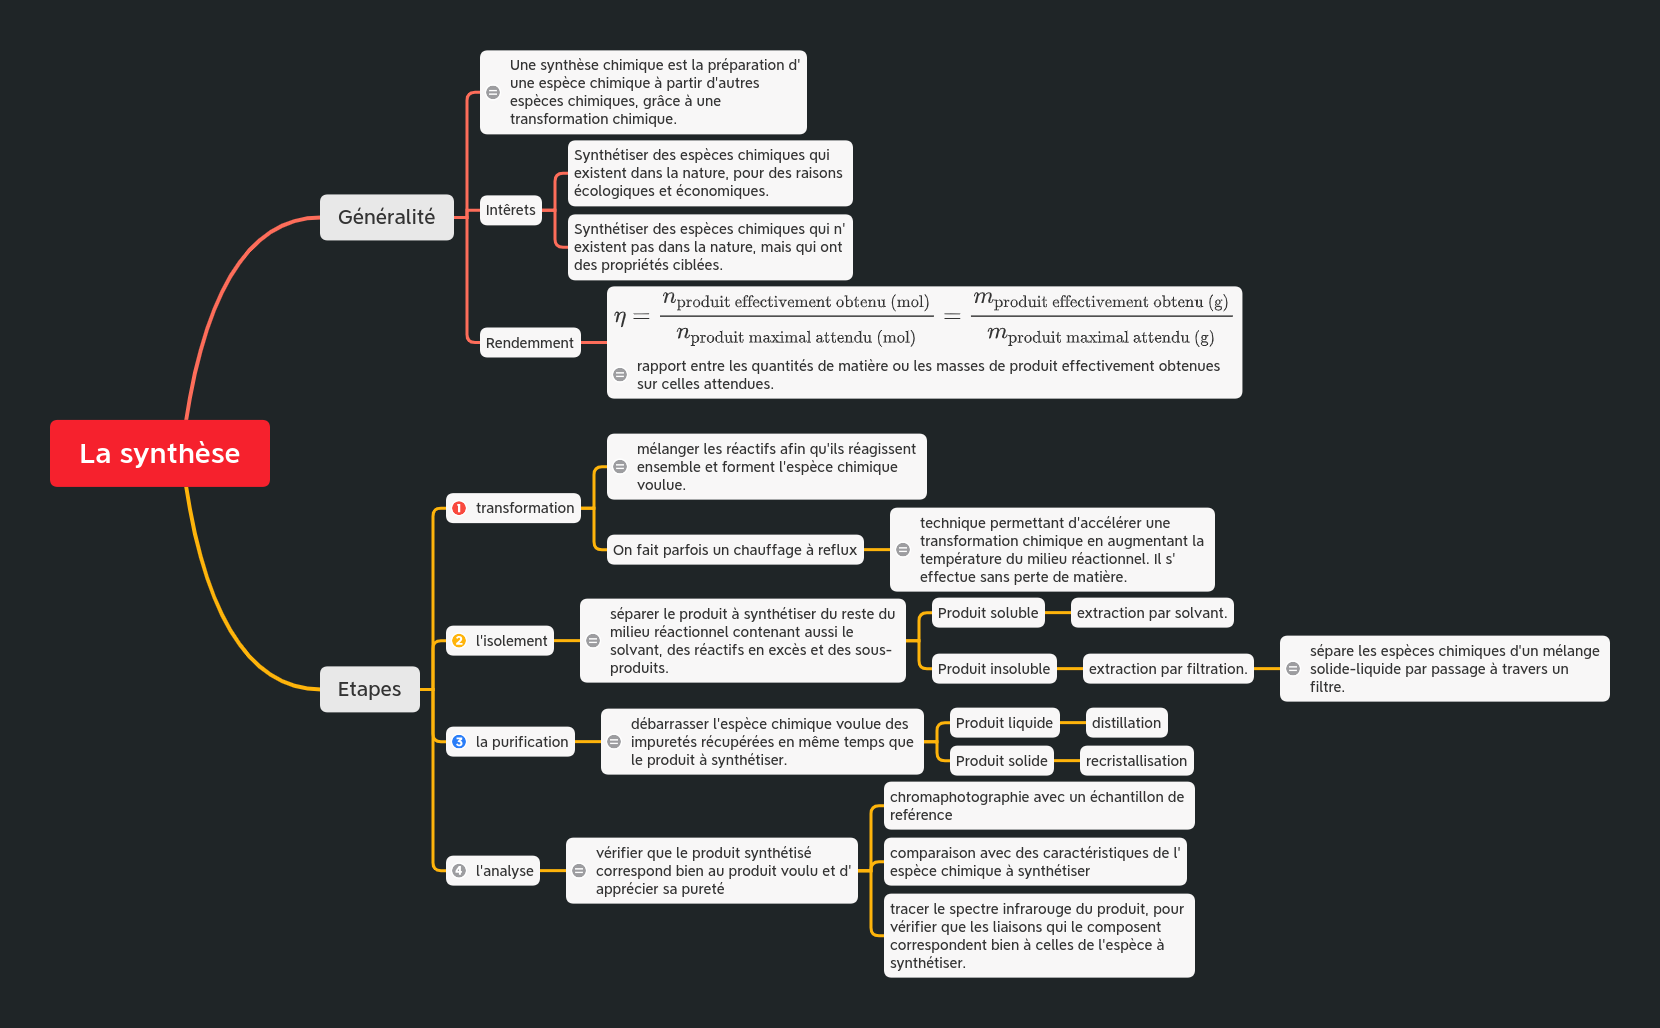 La synthèse
Généralité
Une synthèse chimique est la préparation d'
une espèce chimique à partir d'autres
espèces chimiques, grâce à une
transformation chimique.
Intêrets
Synthétiser des espèces chimiques qui
existent dans la nature, pour des raisons
écologiques et économiques.
Synthétiser des espèces chimiques qui n'
existent pas dans la nature, mais qui ont
des propriétés ciblées.
Rendemment
η = n produit effectivement obtenu (mol) / n produit maximal attendu (mol) = m produit effectivement obtenu (g) / m produit maximal attendu (g)
rapport entre les quantités de matière ou les masses de produit effectivement obtenues
sur celles attendues.
Etapes
1 transformation
mélanger les réactifs afin qu'ils réagissent
ensemble et forment l'espèce chimique
voulue.
On fait parfois un chauffage à reflux
technique permettant d'accélérer une
transformation chimique en augmentant la
température du milieu réactionnel. Il s'
effectue sans perte de matière.
2 l'isolement
séparer le produit à synthétiser du reste du
milieu réactionnel contenant aussi le
solvant, des réactifs en excès et des sous-
produits.
Produit soluble
extraction par solvant.
Produit insoluble
extraction par filtration.
sépare les espèces chimiques d'un mélange
solide-liquide par passage à travers un
filtre.
3 la purification
débarrasser l'espèce chimique voulue des
impuretés récupérées en même temps que
le produit à synthétiser.
Produit liquide
distillation
Produit solide
recristallisation
4 l'analyse
vérifier que le produit synthétisé
correspond bien au produit voulu et d'
apprécier sa pureté
chromaphotographie avec un échantillon de
reférence
comparaison avec des caractéristiques de l'
espèce chimique à synthétiser
tracer le spectre infrarouge du produit, pour
vérifier que les liaisons qui le composent
correspondent bien à celles de l'espèce à
synthétiser.